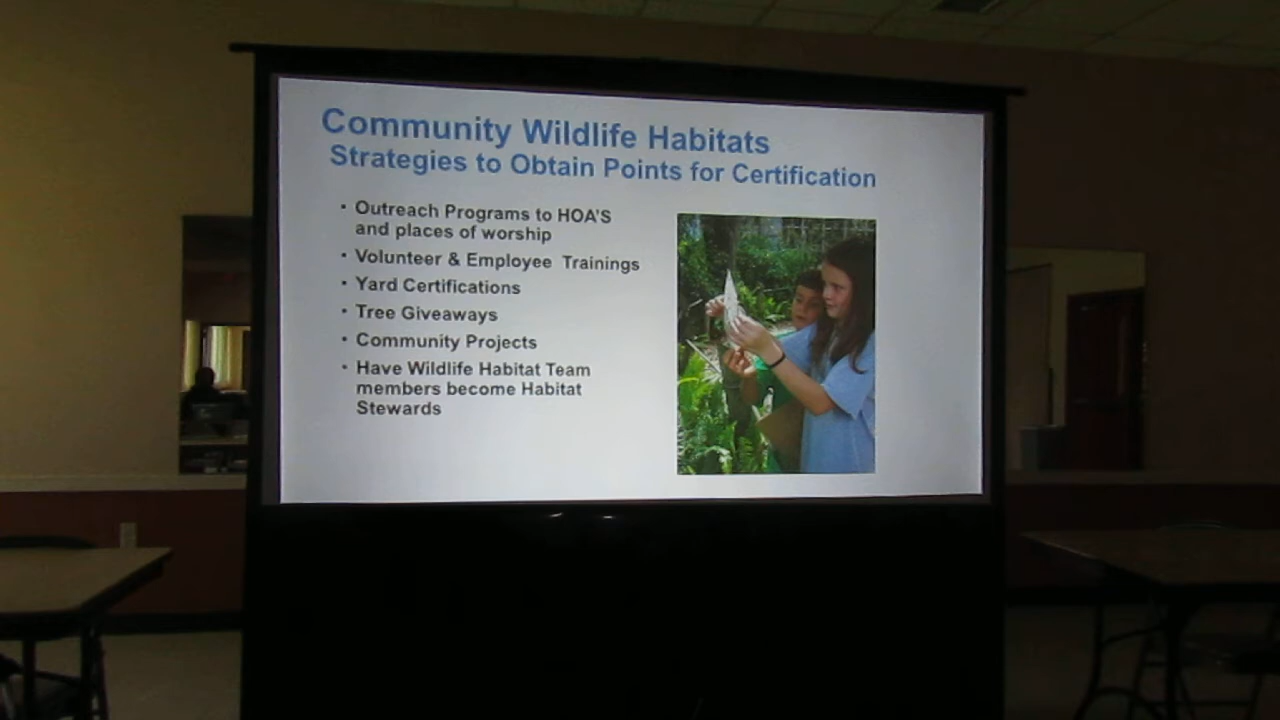 Community Wildlife Habitats
Strategies to Obtain Points for Certification
• Outreach Programs to HOA'S
and places of worship
• Volunteer & Employee Trainings
• Yard Certifications
• Tree Giveaways
• Community Projects
• Have Wildlife Habitat Team
members become Habitat
Stewards